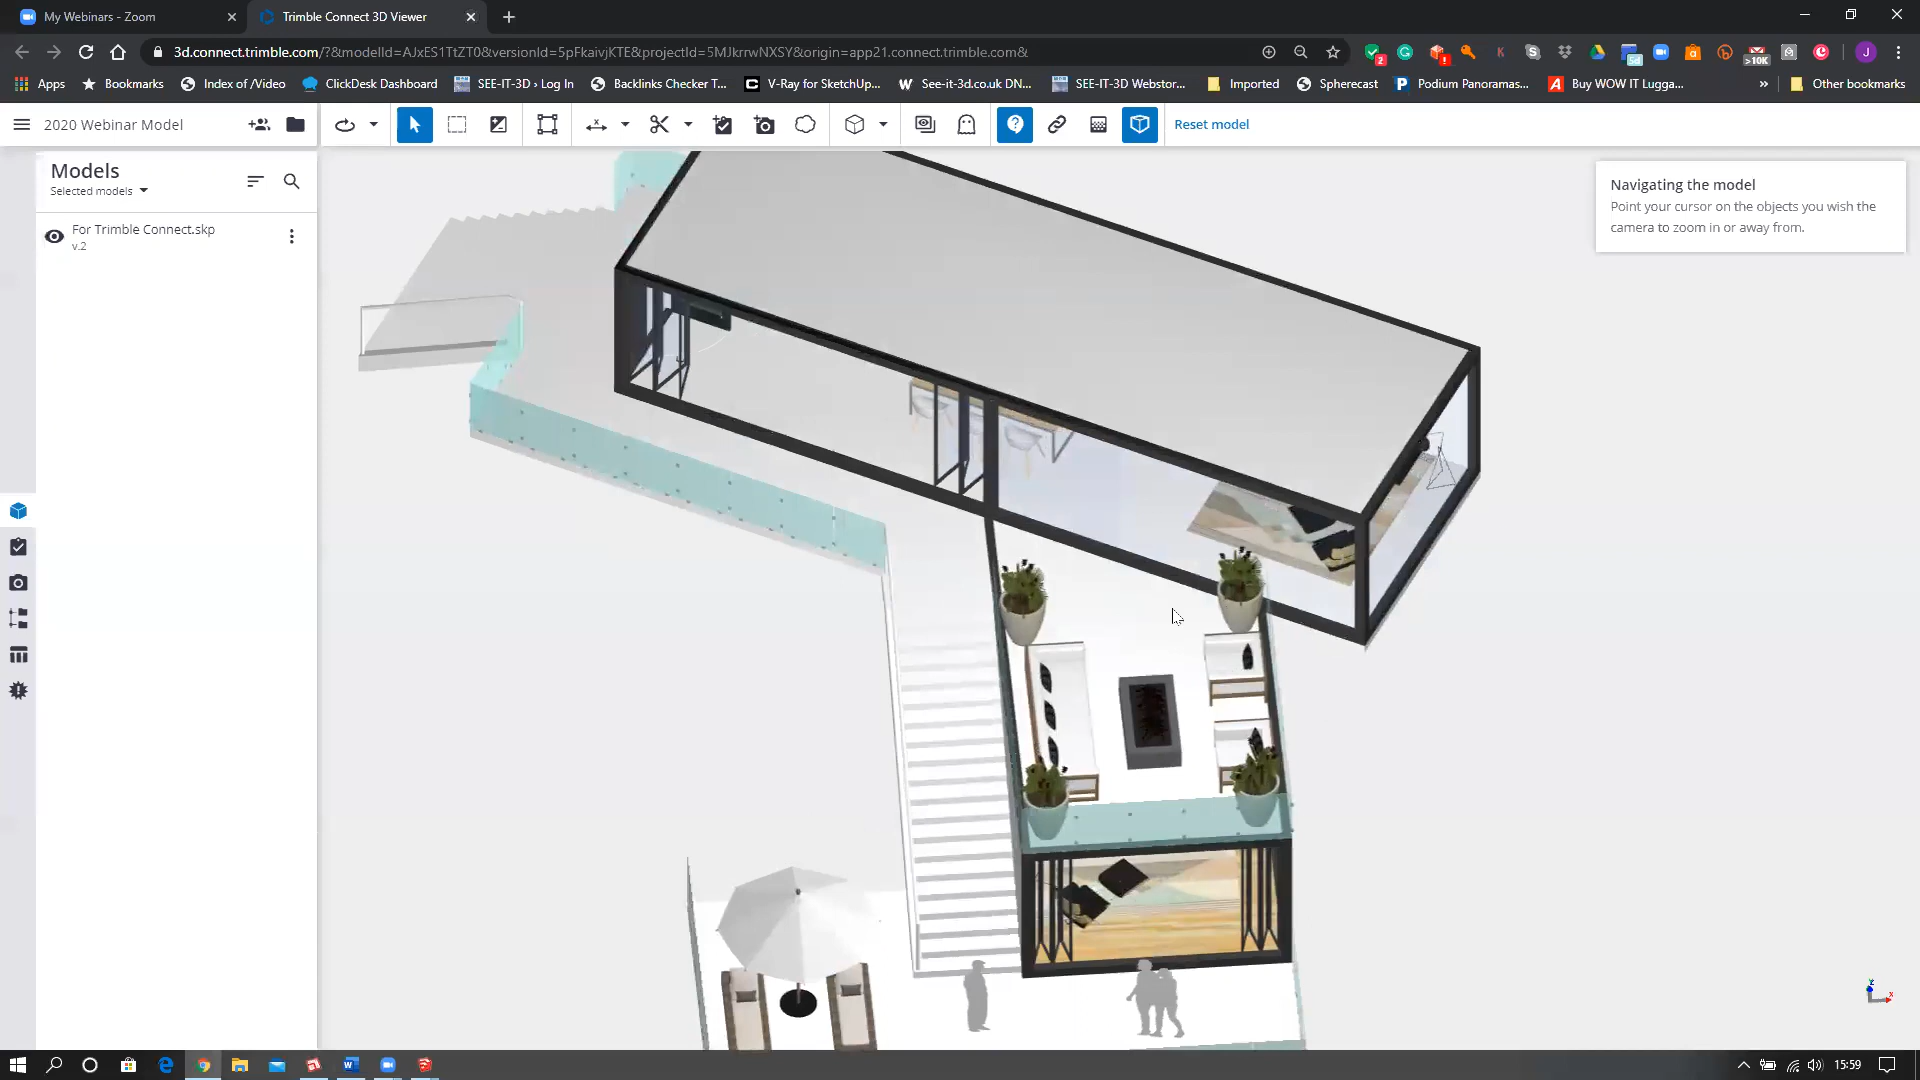 My Webinars - Zoom
Trimble Connect 3D Viewer
3d.connect.trimble.com/?&modelId=AJxES1TtZT0&versionId=5pFkaivjKTE&projectId=5MJkrrwNXSY&origin=app21.connect.trimble.com&
2
!
K
5d
>10K
J
Apps
Bookmarks
Index of /Video
ClickDesk Dashboard
SEE-IT-3D › Log In
Backlinks Checker T...
V-Ray for SketchUp...
See-it-3d.co.uk DN...
SEE-IT-3D Webstor...
Imported
Spherecast
Podium Panoramas...
Buy WOW IT Lugga...
»
Other bookmarks
2020 Webinar Model
Reset model
Models
Selected models
For Trimble Connect.skp
v.2
Navigating the model
Point your cursor on the objects you wish the
camera to zoom in or away from.
z
x
15:59